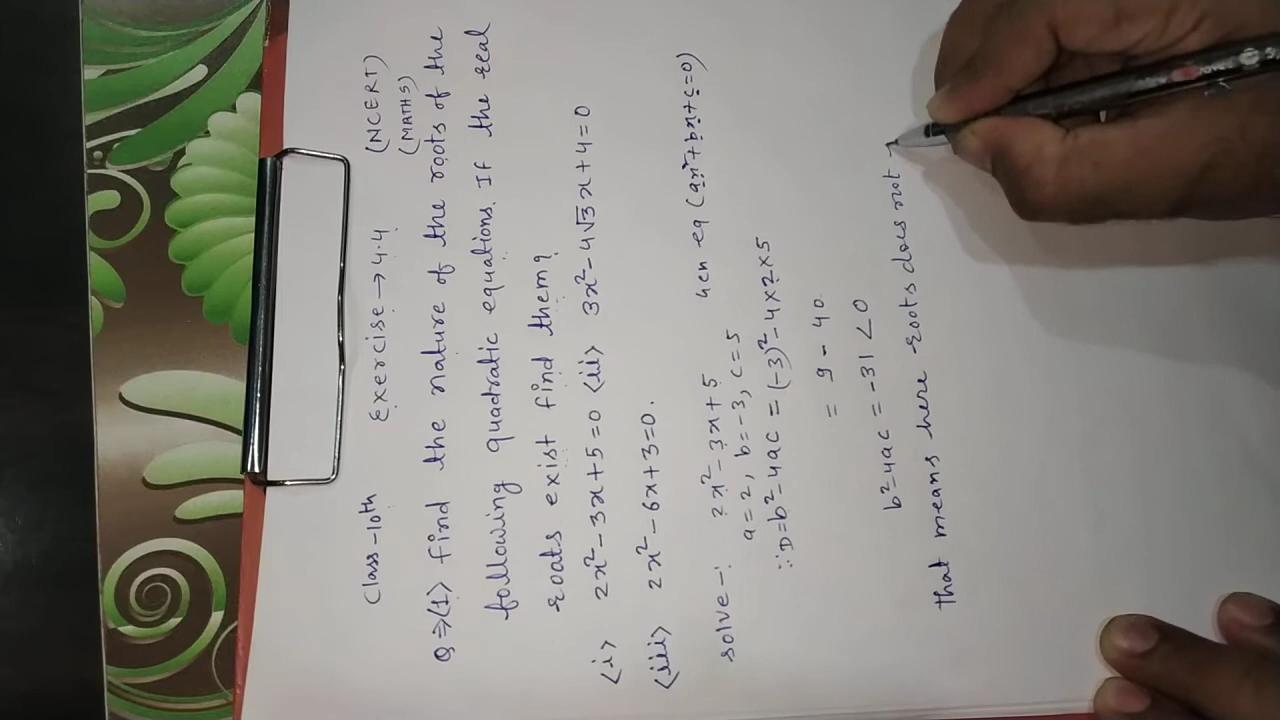 Class-10th Exercise → 4.4 (NCERT)
(MATHS)
Q ⇒ (1) > find the nature of the roots of the
following quadratic equations. If the real
roats exist find them?
<i> 2x²-3x+5=0 <ii> 3x²-4√3x+4=0
<iii> 2x²-6x+3=0.
solve-: 2x²-3x+5 gen eq (ax²+bx+c=0)
a=2, b=-3, c=5
∵D=b²-4ac = (-3)²-4×2×5
= 9-40
b²-4ac = -31 < 0
that means here roots does not